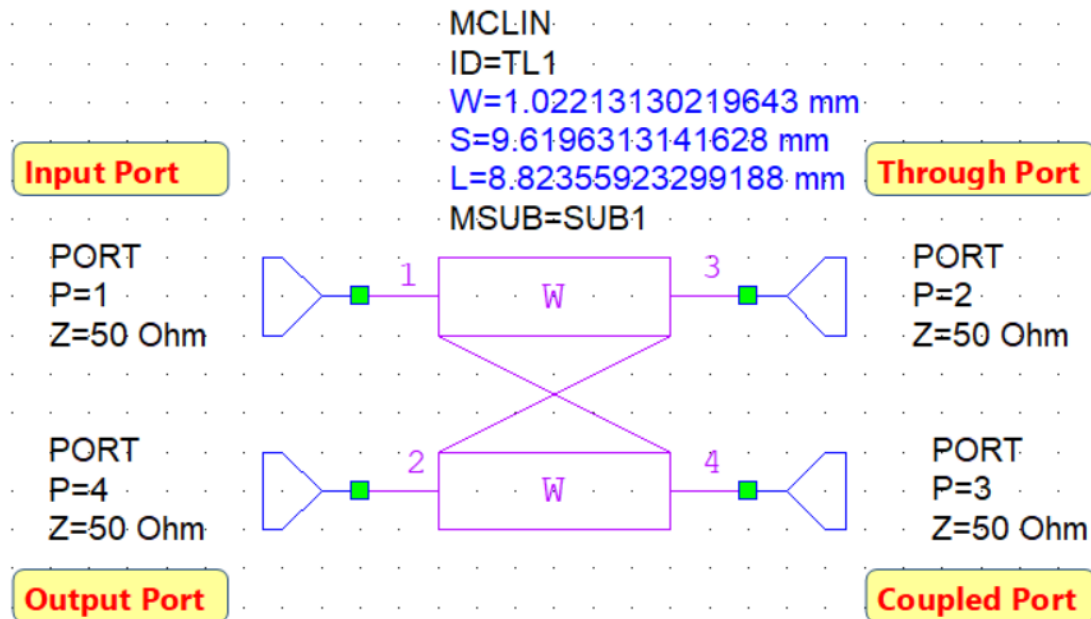 MCLIN
ID=TL1
W=1.02213130219643 mm
S=9.6196313141628 mm
L=8.82355923299188 mm
MSUB=SUB1
Input Port
Through Port
PORT
P=1
Z=50 Ohm
1
W
3
PORT
P=2
Z=50 Ohm
PORT
P=4
Z=50 Ohm
2
W
4
PORT
P=3
Z=50 Ohm
Output Port
Coupled Port